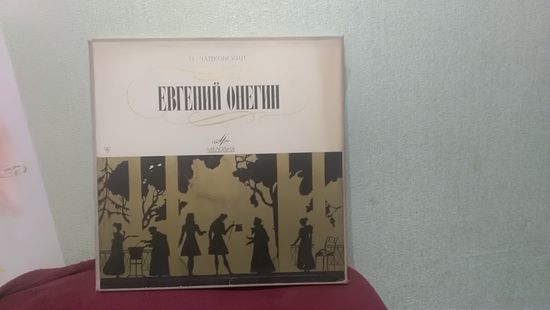 П. ЧАЙКОВСКИЙ
ЕВГЕНИЙ ОНЕГИН
МЕЛОДИЯ